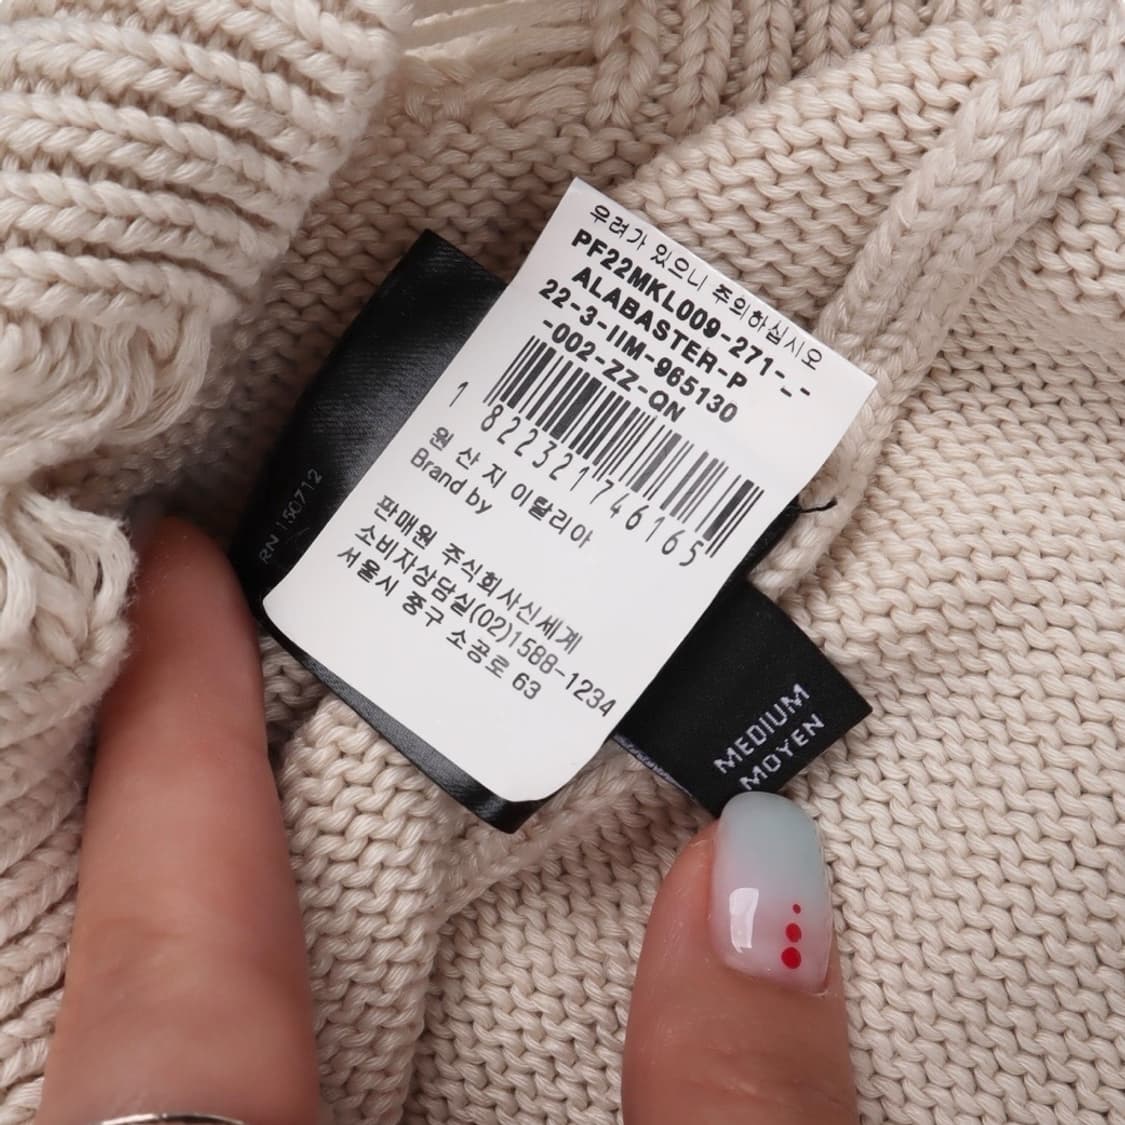 우려가 있으니 주의하십시오
PF22MKL009-271-_-
ALABASTER-P
22-3-IIM-965130
-002-ZZ-QN
1 822321746165
원 산 지 이탈리아
Brand by
판매원 주식회사신세계
소비자상담실(02)1588-1234
서울시 중구 소공로 63
RN 150712
MEDIUM
MOYEN